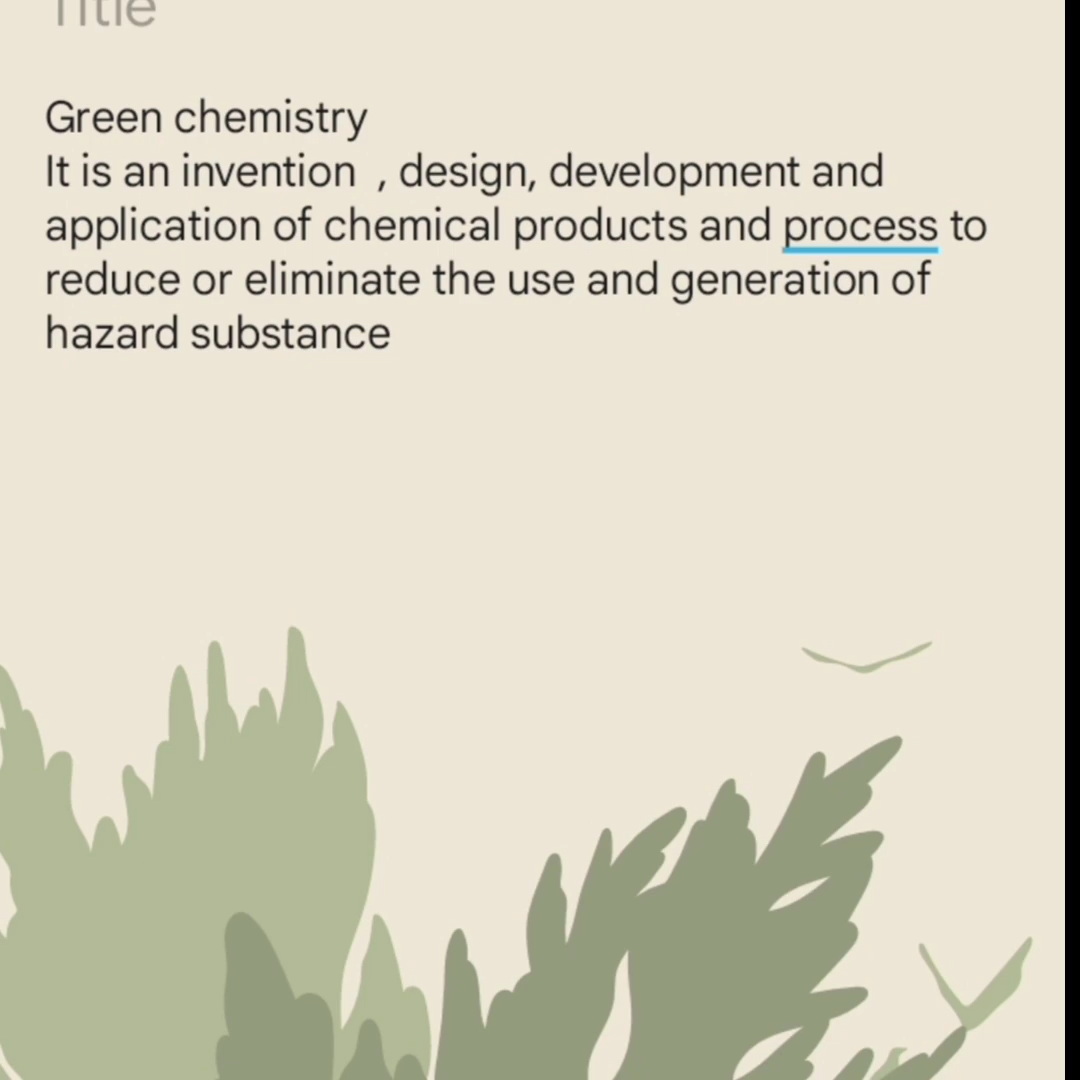 Title
Green chemistry
It is an invention  , design, development and
application of chemical products and process to
reduce or eliminate the use and generation of
hazard substance